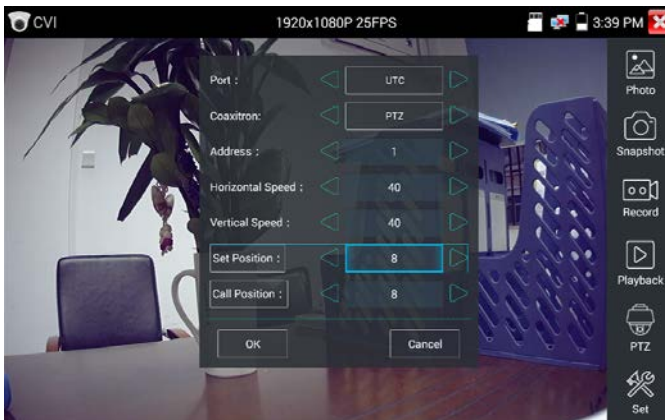 CVI 1920x1080P 25FPS 3:39 PM
Port : UTC
Coaxitron: PTZ
Address : 1
Horizontal Speed : 40
Vertical Speed : 40
Set Position : 8
Call Position : 8
OK Cancel
Photo
Snapshot
Record
Playback
PTZ
Set